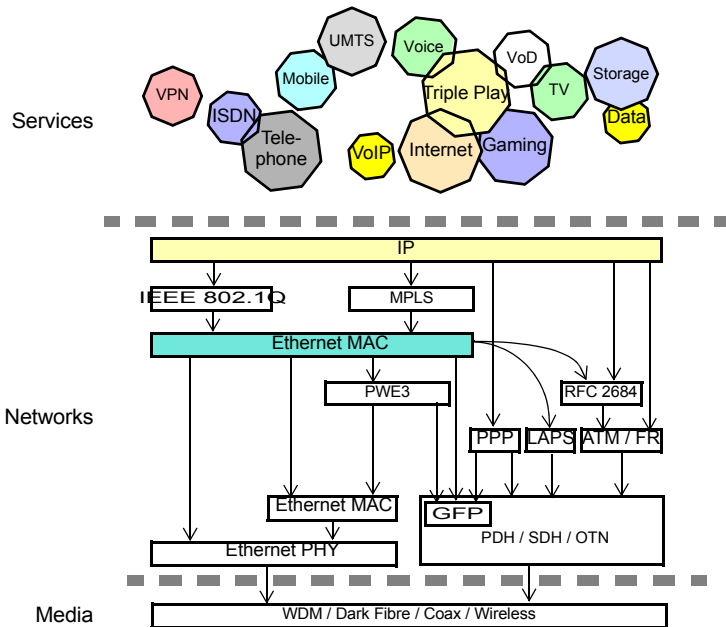 UMTS
Voice
VoD
Mobile
Storage
VPN
Triple Play
TV
ISDN
Data
Services
Tele-
phone
VoIP
Internet
Gaming
IP
IEEE 802.1Q
MPLS
Ethernet MAC
PWE3
RFC 2684
Networks
PPP
LAPS
ATM / FR
Ethernet MAC
GFP
PDH / SDH / OTN
Ethernet PHY
Media
WDM / Dark Fibre / Coax / Wireless